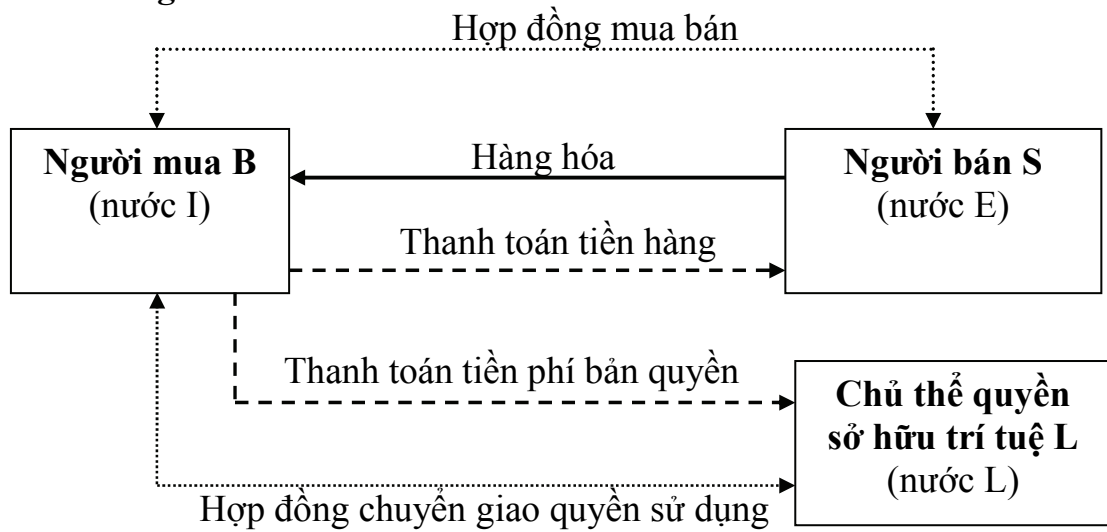 Hợp đồng mua bán
Người mua B
(nước I)
Hàng hóa
Người bán S
(nước E)
Thanh toán tiền hàng
Thanh toán tiền phí bản quyền
Chủ thể quyền
sở hữu trí tuệ L
(nước L)
Hợp đồng chuyển giao quyền sử dụng